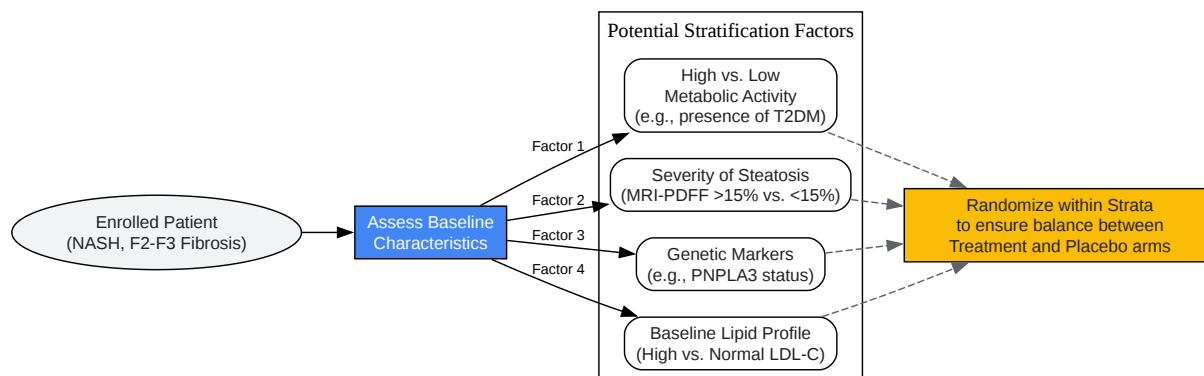 Potential Stratification Factors
High vs. Low
Metabolic Activity
(e.g., presence of T2DM)
Factor 1
Severity of Steatosis
(MRI-PDFF >15% vs. <15%)
Factor 2
Enrolled Patient
(NASH, F2-F3 Fibrosis)
Assess Baseline
Characteristics
Randomize within Strata
to ensure balance between
Treatment and Placebo arms
Factor 3
Genetic Markers
(e.g., PNPLA3 status)
Factor 4
Baseline Lipid Profile
(High vs. Normal LDL-C)